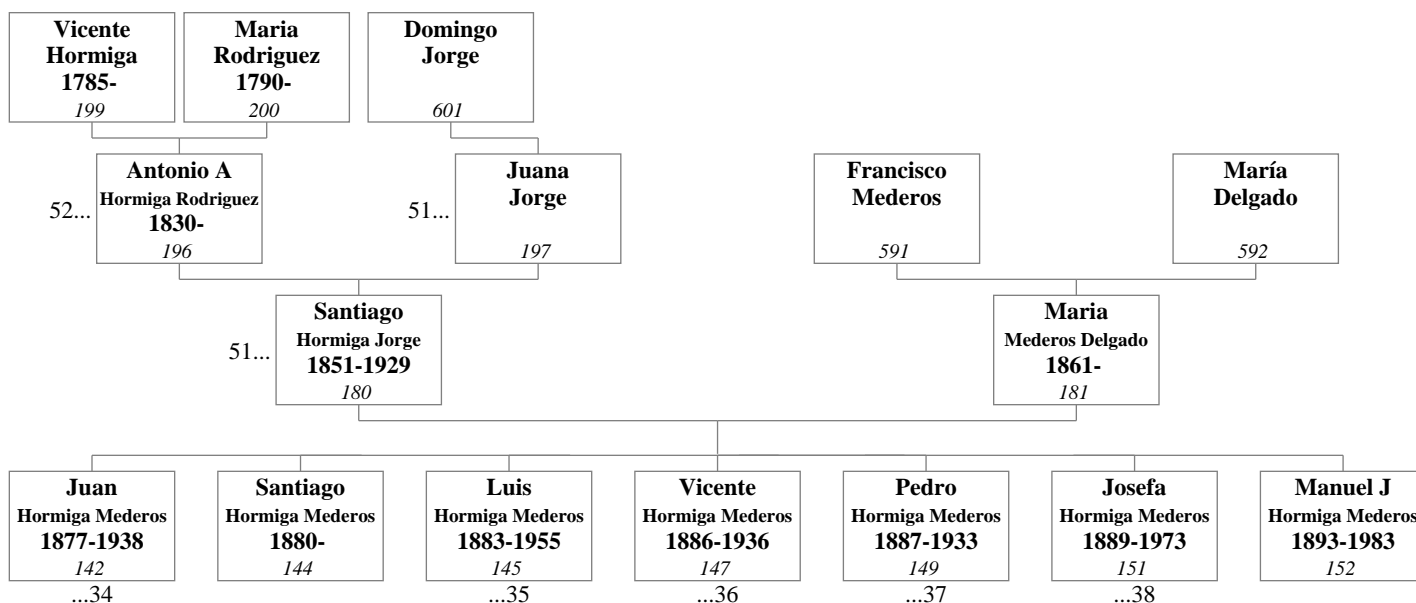 Vicente
Hormiga
1785-
199
Maria
Rodriguez
1790-
200
Domingo
Jorge
601
52...
Antonio A
Hormiga Rodriguez
1830-
196
51...
Juana
Jorge
197
Francisco
Mederos
591
María
Delgado
592
51...
Santiago
Hormiga Jorge
1851-1929
180
Maria
Mederos Delgado
1861-
181
Juan
Hormiga Mederos
1877-1938
142
...34
Santiago
Hormiga Mederos
1880-
144
Luis
Hormiga Mederos
1883-1955
145
...35
Vicente
Hormiga Mederos
1886-1936
147
...36
Pedro
Hormiga Mederos
1887-1933
149
...37
Josefa
Hormiga Mederos
1889-1973
151
...38
Manuel J
Hormiga Mederos
1893-1983
152